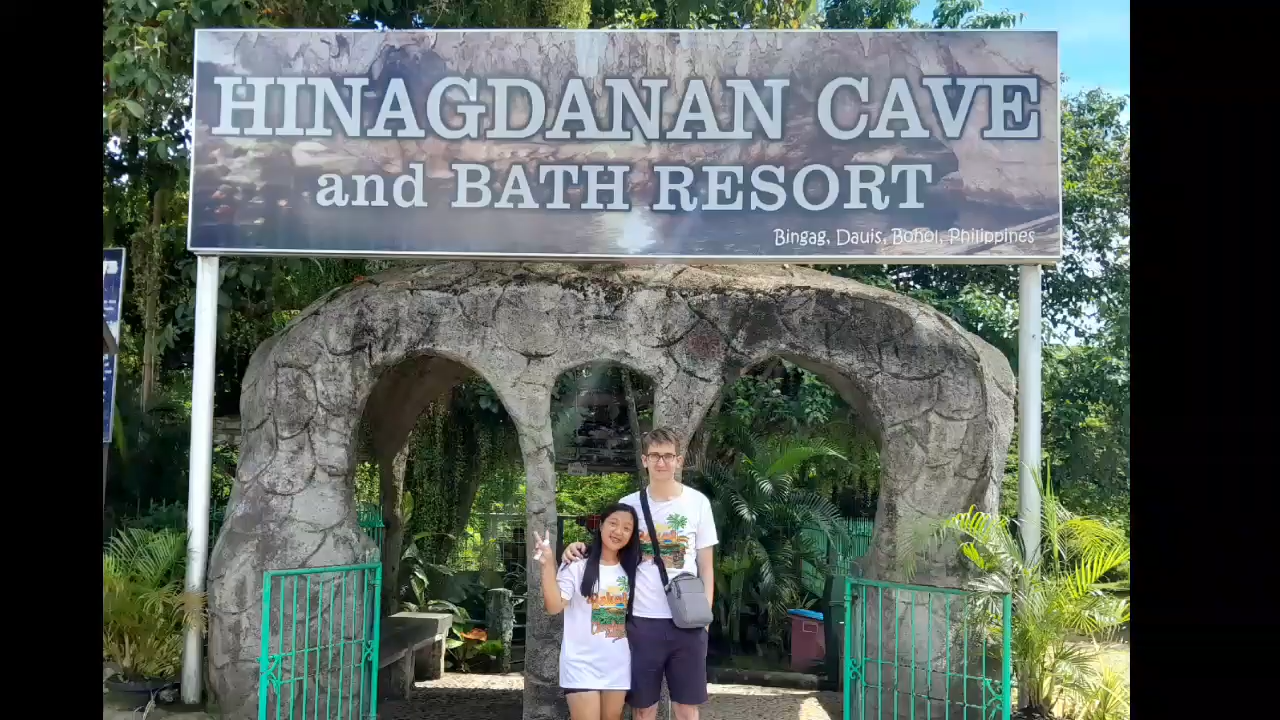 HINAGDANAN CAVE
and BATH RESORT
Bingag, Dauis, Bohol, Philippines